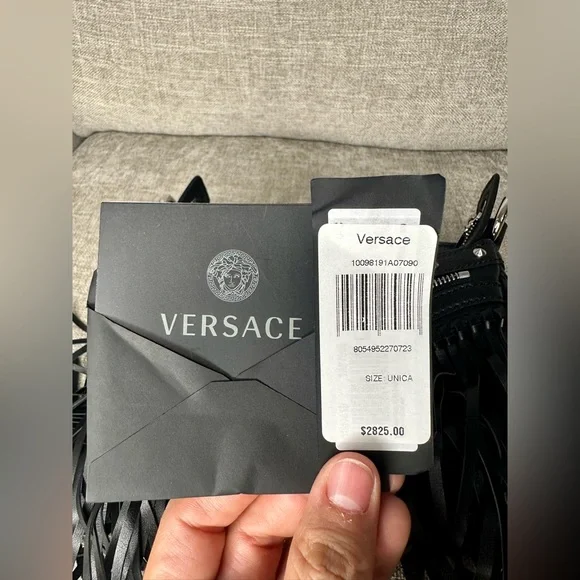 VERSACE
Versace
10098191A07090
8054952270723
SIZE: UNICA
$2825.00